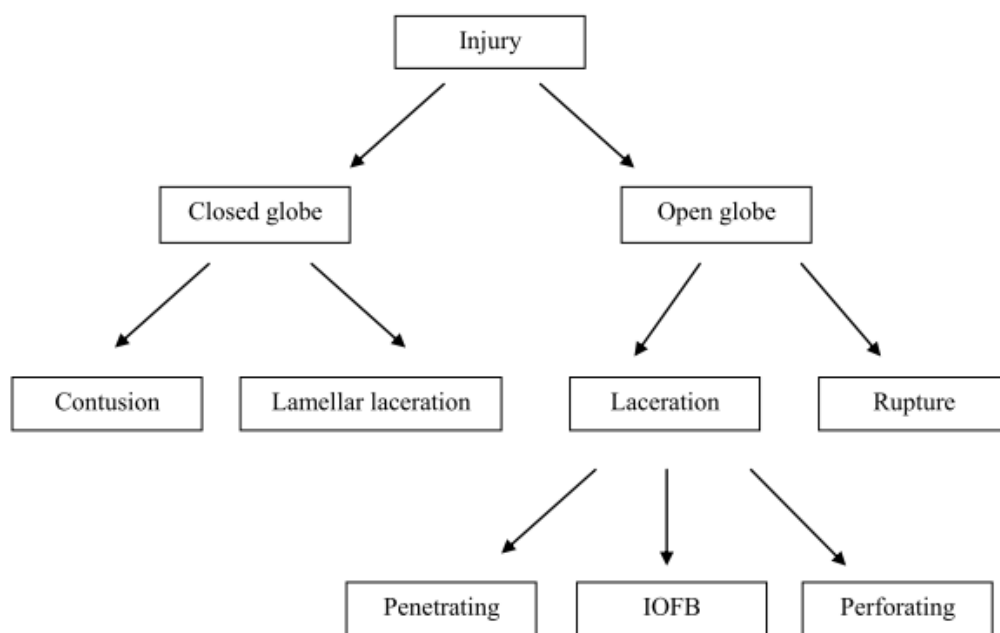 Injury
Closed globe
Open globe
Contusion
Lamellar laceration
Laceration
Rupture
Penetrating
IOFB
Perforating